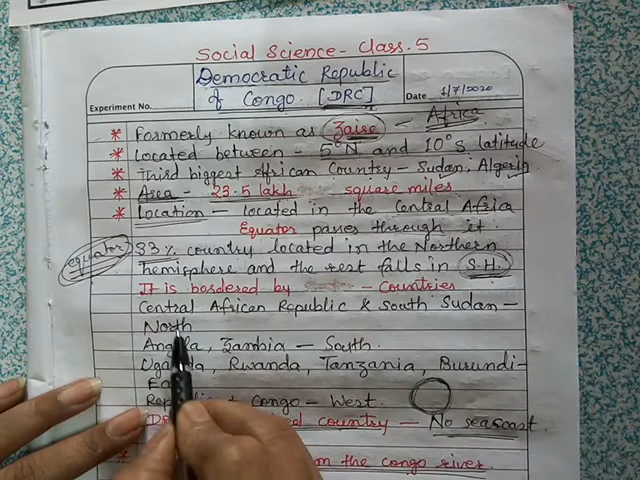 Social Science - Class.5
Democratic Republic
of Congo [DRC]
Experiment No.
Date 1/7/2020
* Formerly known as Zaire - Africa
* Located between - 5°N and 10°S latitude
* Third biggest African Country - Sudan, Algeria
* Area - 23.5 lakh square miles
* Location - located in the Central Africa
Equator passes through it.
equator
33% country located in the Northern
hemisphere and the rest falls in S.H.
It is bordered by - Countries
Central African Republic & South Sudan -
North
Angola, Zambia - South.
Rwanda, Tanzania, Burundi-
Congo - West.
country - No seacoast.
* the congo river.